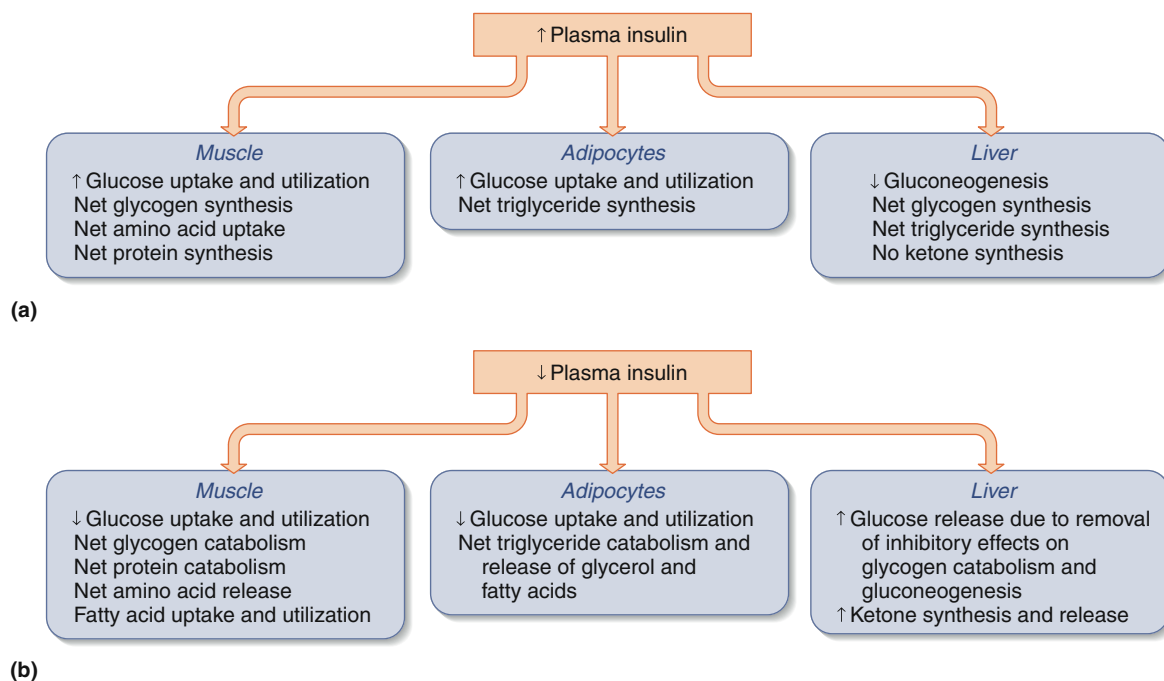 ↑ Plasma insulin
Muscle
↑ Glucose uptake and utilization
Net glycogen synthesis
Net amino acid uptake
Net protein synthesis
Adipocytes
↑ Glucose uptake and utilization
Net triglyceride synthesis
Liver
↓ Gluconeogenesis
Net glycogen synthesis
Net triglyceride synthesis
No ketone synthesis
(a)
↓ Plasma insulin
Muscle
↓ Glucose uptake and utilization
Net glycogen catabolism
Net protein catabolism
Net amino acid release
Fatty acid uptake and utilization
Adipocytes
↓ Glucose uptake and utilization
Net triglyceride catabolism and
release of glycerol and
fatty acids
Liver
↑ Glucose release due to removal
of inhibitory effects on
glycogen catabolism and
gluconeogenesis
↑ Ketone synthesis and release
(b)